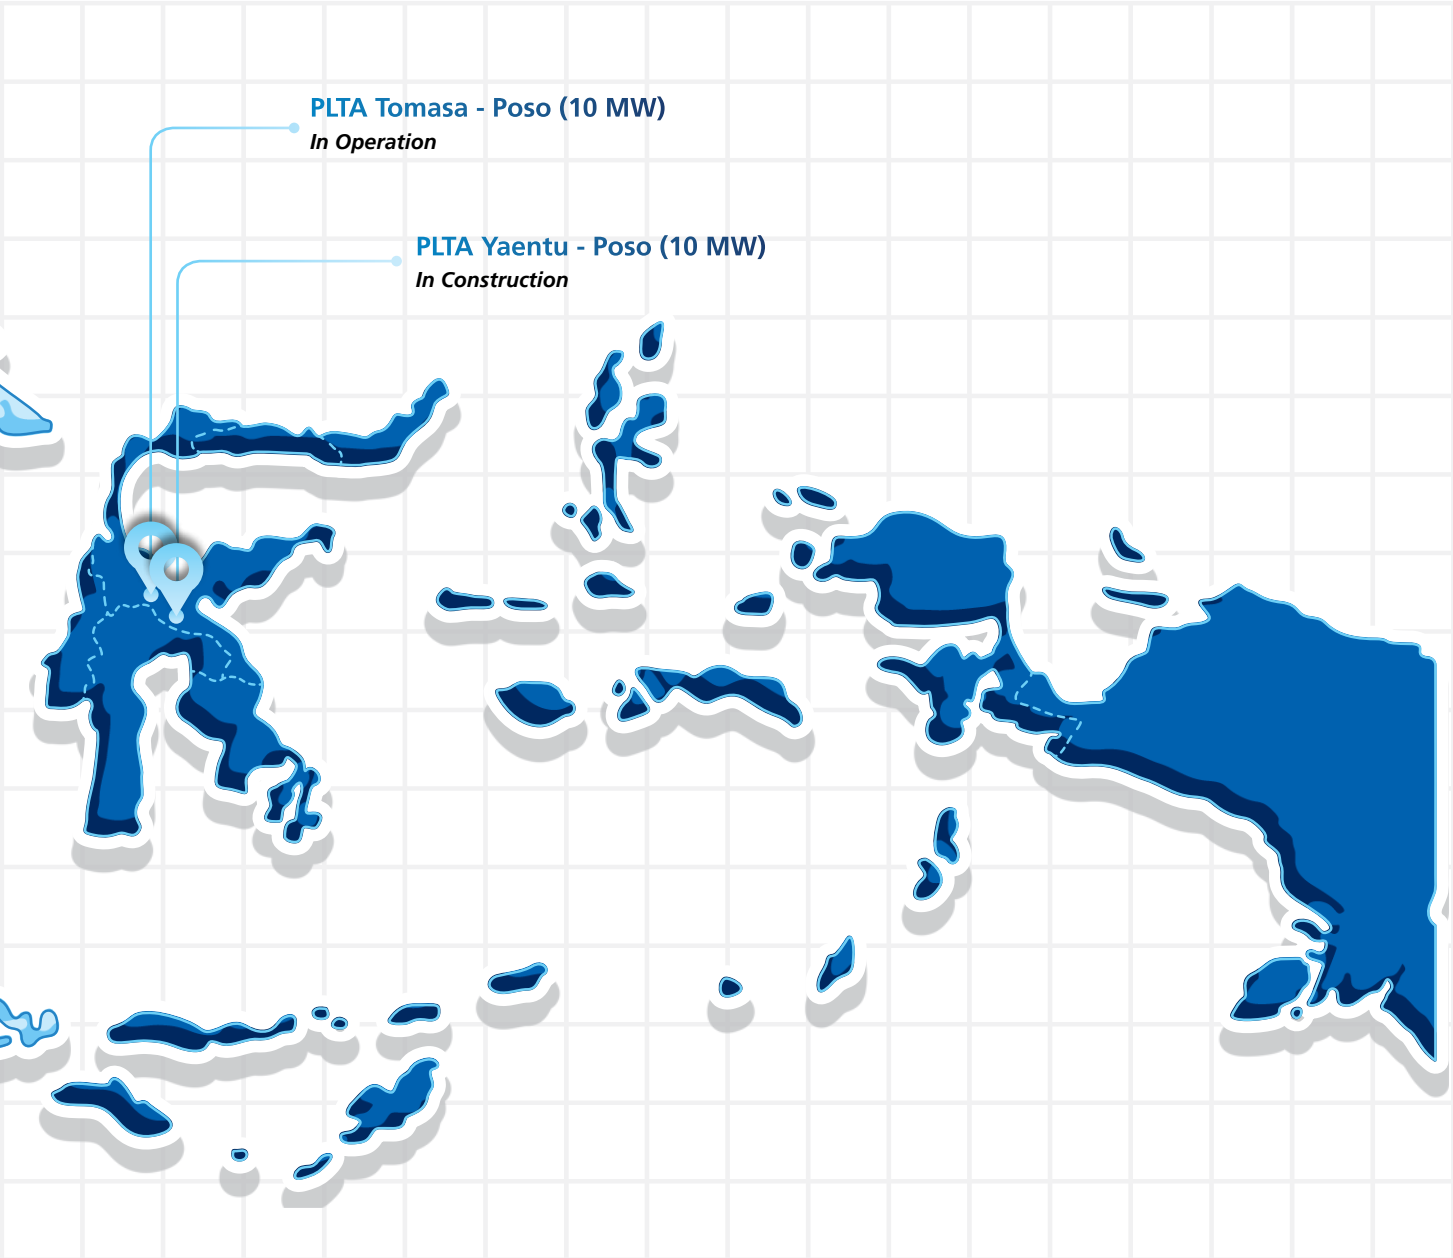 PLTA Tomasa - Poso (10 MW)
In Operation
PLTA Yaentu - Poso (10 MW)
In Construction